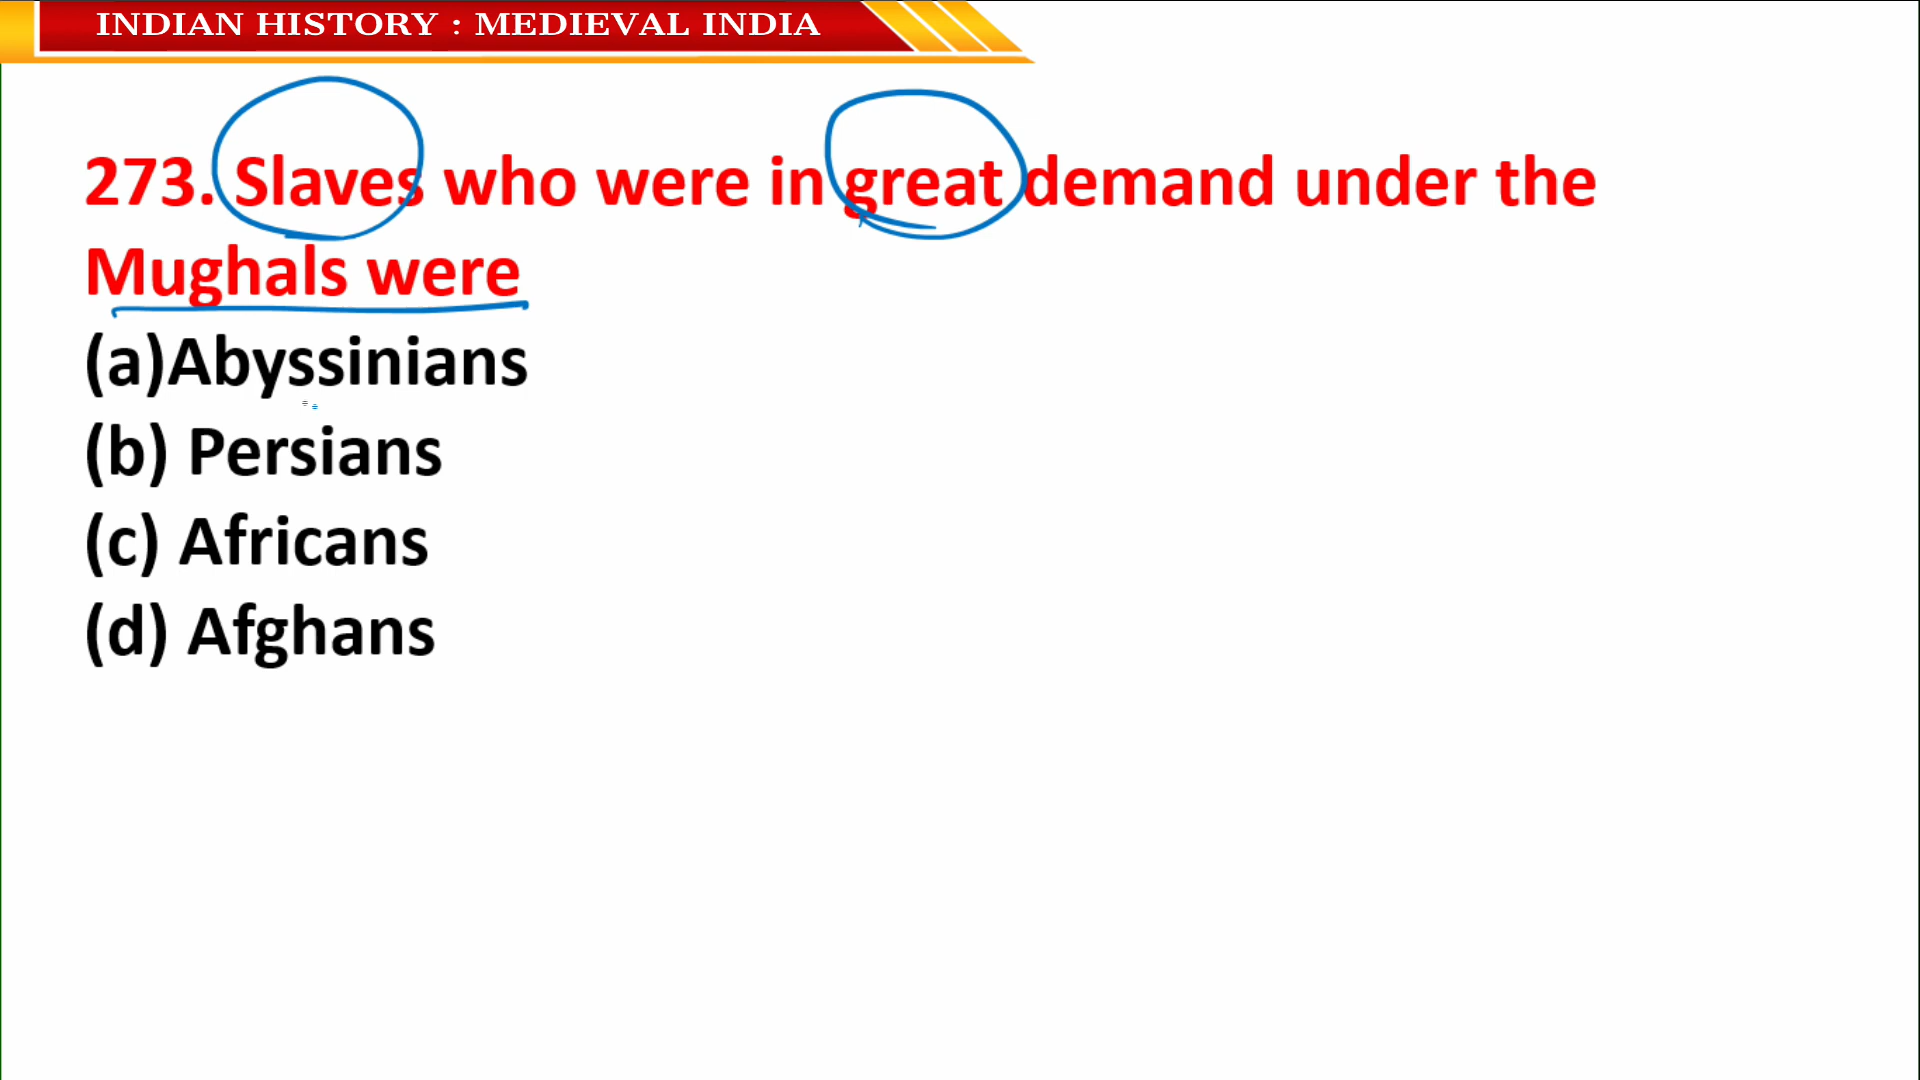 INDIAN HISTORY : MEDIEVAL INDIA
273. Slaves who were in great demand under the
Mughals were
(a)Abyssinians
(b) Persians
(c) Africans
(d) Afghans